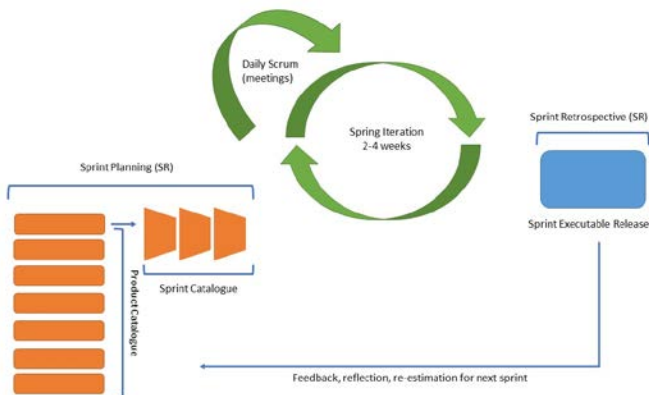 Daily Scrum
(meetings)
Spring Iteration
2-4 weeks
Sprint Retrospective (SR)
Sprint Planning (SR)
Sprint Executable Release
Sprint Catalogue
Product Catalogue
Feedback, reflection, re-estimation for next sprint